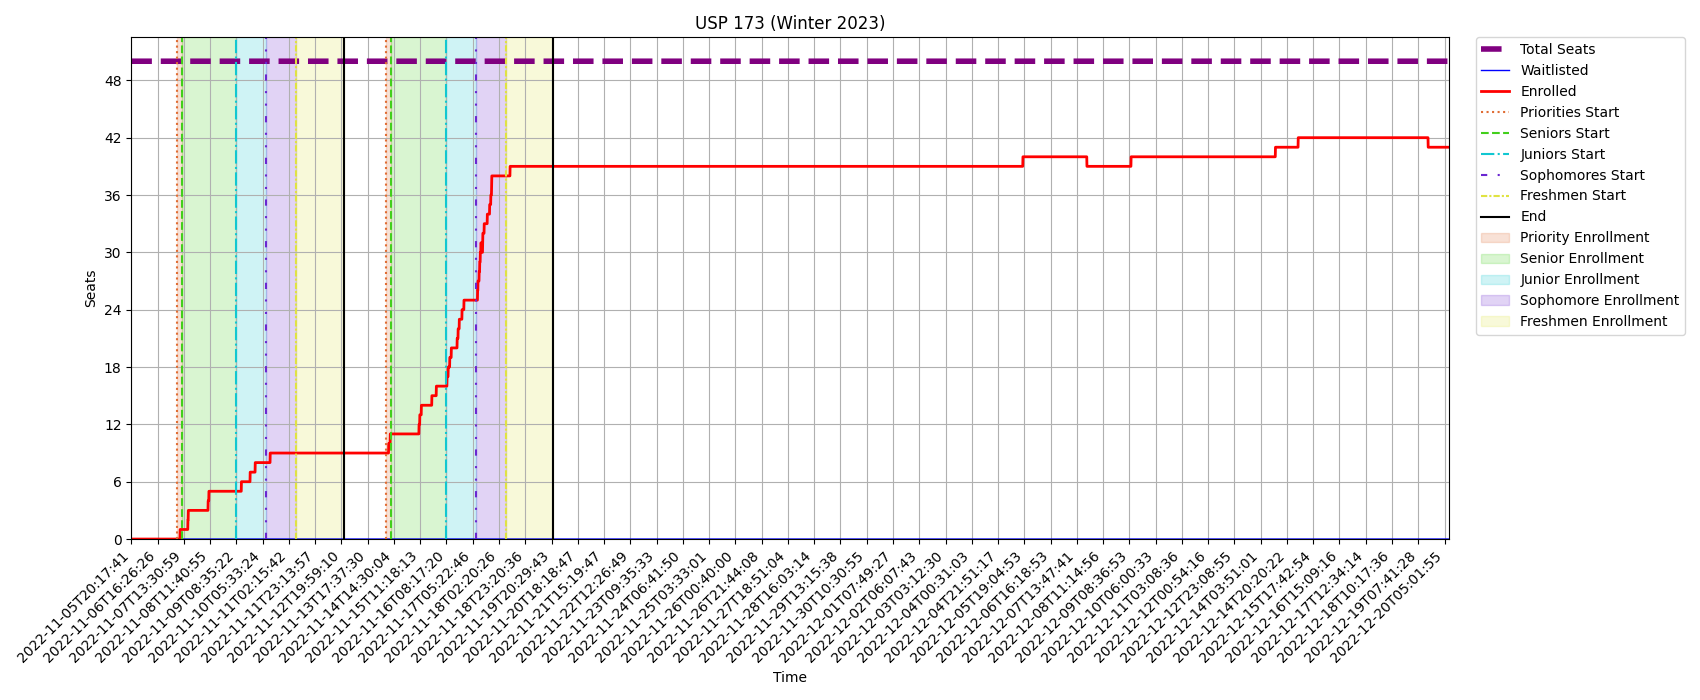 USP 173 (Winter 2023)
Seats
48
42
36
30
24
18
12
6
0
2022-11-05T20:17:41
2022-11-06T16:26:26
2022-11-07T13:30:59
2022-11-08T11:40:55
2022-11-09T08:35:22
2022-11-10T05:33:24
2022-11-11T02:15:42
2022-11-11T23:13:57
2022-11-12T19:59:10
2022-11-13T17:37:30
2022-11-14T14:30:04
2022-11-15T11:18:13
2022-11-16T08:17:20
2022-11-17T05:22:46
2022-11-18T02:20:26
2022-11-18T23:20:36
2022-11-19T20:29:43
2022-11-20T18:18:47
2022-11-21T15:19:47
2022-11-22T12:26:49
2022-11-23T09:35:33
2022-11-24T06:41:50
2022-11-25T03:33:01
2022-11-26T00:40:00
2022-11-26T21:44:08
2022-11-27T18:51:04
2022-11-28T16:03:14
2022-11-29T13:15:38
2022-11-30T10:30:55
2022-12-01T07:49:27
2022-12-02T06:07:43
2022-12-03T03:12:30
2022-12-04T00:31:03
2022-12-04T21:51:17
2022-12-05T19:04:53
2022-12-06T16:18:53
2022-12-07T13:47:41
2022-12-08T11:14:56
2022-12-09T08:36:53
2022-12-10T06:00:33
2022-12-11T03:08:36
2022-12-12T00:54:16
2022-12-12T23:08:55
2022-12-14T03:51:01
2022-12-14T20:20:22
2022-12-15T17:42:54
2022-12-16T15:09:16
2022-12-17T12:34:14
2022-12-18T10:17:36
2022-12-19T07:41:28
2022-12-20T05:01:55
Time
Total Seats
Waitlisted
Enrolled
Priorities Start
Seniors Start
Juniors Start
Sophomores Start
Freshmen Start
End
Priority Enrollment
Senior Enrollment
Junior Enrollment
Sophomore Enrollment
Freshmen Enrollment